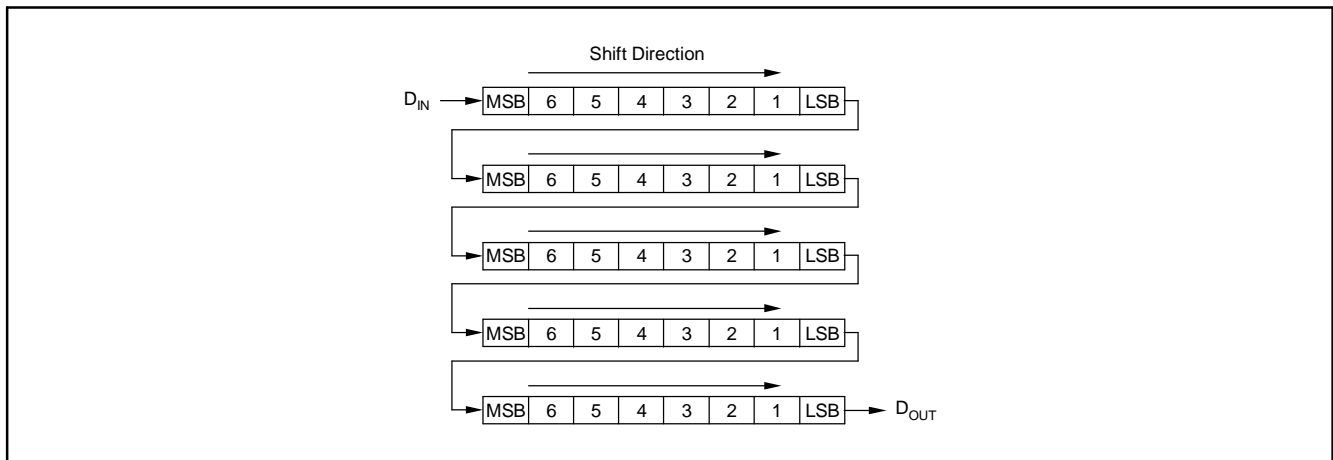 Shift Direction
D_IN MSB 6 5 4 3 2 1 LSB
MSB 6 5 4 3 2 1 LSB
MSB 6 5 4 3 2 1 LSB
MSB 6 5 4 3 2 1 LSB
MSB 6 5 4 3 2 1 LSB D_OUT